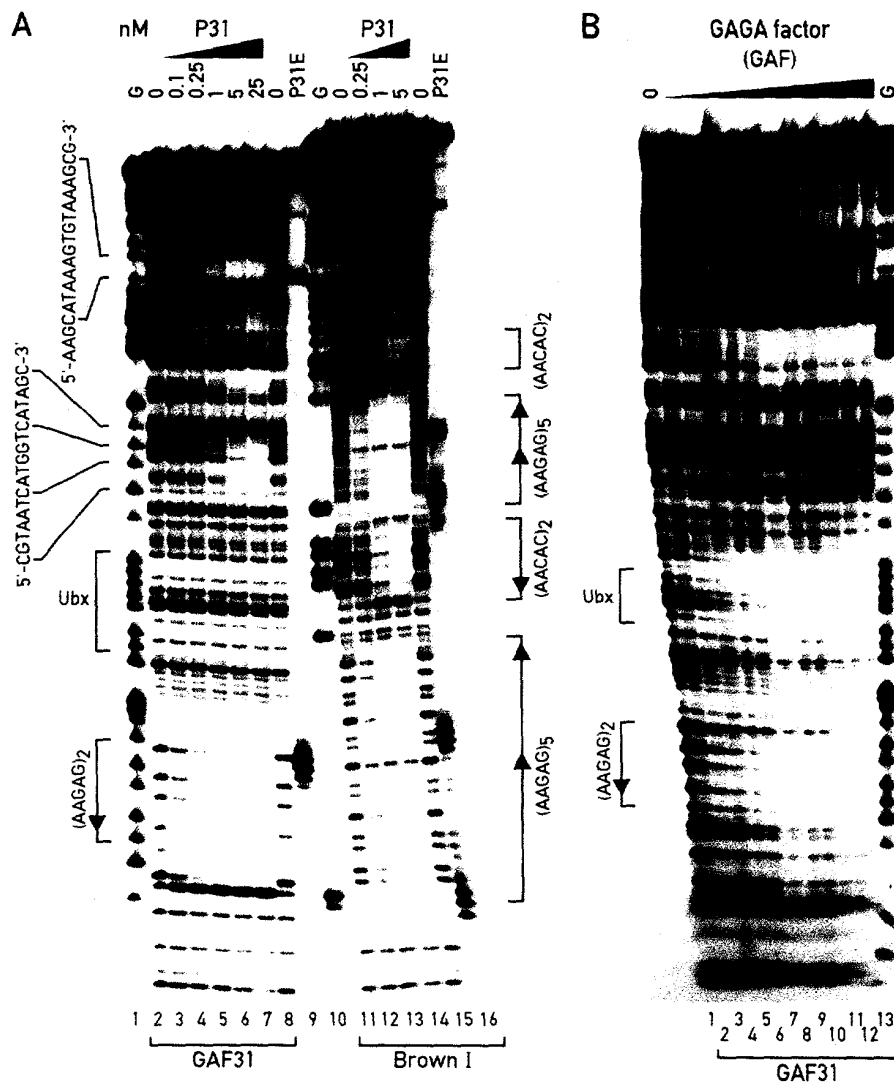 A
nM
P31
P31
G
0
0.1
0.25
1
5
25
0
P31E
G
0
0.25
1
5
0
P31E
B
GAGA factor
(GAF)
0
G
5'-AAGCATAAAGTGTAAAGCG-3'
5'-CGTAATCATGGTCATAGC-3'
Ubx
(AAGAG)2
(AACAC)2
(AAGAG)5
(AACAC)2
(AAGAG)5
Ubx
(AAGAG)2
1 2 3 4 5 6 7 8 9 10 11 12 13 14 15 16
GAF31
Brown I
1 2 3 4 5 6 7 8 9 10 11 12 13
GAF31